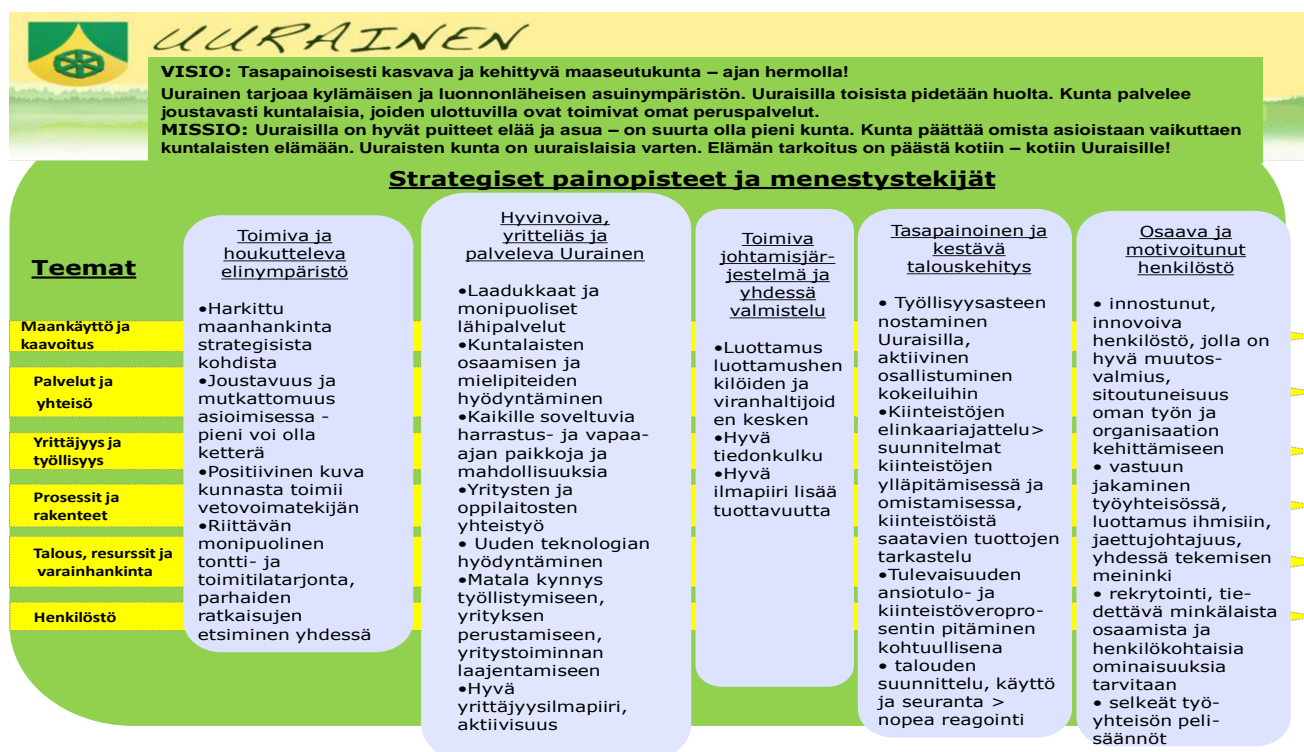 UURAINEN
VISIO: Tasapainoisesti kasvava ja kehittyvä maaseutukunta – ajan hermolla!
Uurainen tarjoaa kylämäisen ja luonnonläheisen asuinympäristön. Uuraisilla toisista pidetään huolta. Kunta palvelee
joustavasti kuntalaisia, joiden ulottuvilla ovat toimivat omat peruspalvelut.
MISSIO: Uuraisilla on hyvät puitteet elää ja asua – on suurta olla pieni kunta. Kunta päättää omista asioistaan vaikuttaen
kuntalaisten elämään. Uuraisten kunta on uuraislaisia varten. Elämän tarkoitus on päästä kotiin – kotiin Uuraisille!
Strategiset painopisteet ja menestystekijät
Teemat
Maankäyttö ja
kaavoitus
Palvelut ja
yhteisö
Yrittäjyys ja
työllisyys
Prosessit ja
rakenteet
Talous, resurssit ja
varainhankinta
Henkilöstö
Toimiva ja
houkutteleva
elinympäristö
•Harkittu
maanhankinta
strategisista
kohdista
•Joustavuus ja
mutkattomuus
asioimisessa -
pieni voi olla
ketterä
•Positiivinen kuva
kunnasta toimii
vetovoimatekijän
•Riittävän
monipuolinen
tontti- ja
toimitilatarjonta,
parhaiden
ratkaisujen
etsiminen yhdessä
Hyvinvoiva,
yritteliäs ja
palveleva Uurainen
•Laadukkaat ja
monipuoliset
lähipalvelut
•Kuntalaisten
osaamisen ja
mielipiteiden
hyödyntäminen
•Kaikille soveltuvia
harrastus- ja vapaa-
ajan paikkoja ja
mahdollisuuksia
•Yritysten ja
oppilaitosten
yhteistyö
• Uuden teknologian
hyödyntäminen
•Matala kynnys
työllistymiseen,
yrityksen
perustamiseen,
yritystoiminnan
laajentamiseen
•Hyvä
yrittäjyysilmapiiri,
aktiivisuus
Toimiva
johtamisjär-
jestelmä ja
yhdessä
valmistelu
•Luottamus
luottamushen
kilöiden ja
viranhaltijoid
en kesken
•Hyvä
tiedonkulku
•Hyvä
ilmapiiri lisää
tuottavuutta
Tasapainoinen ja
kestävä
talouskehitys
• Työllisyysasteen
nostaminen
Uuraisilla,
aktiivinen
osallistuminen
kokeiluihin
•Kiinteistöjen
elinkaariajattelu>
suunnitelmat
kiinteistöjen
ylläpitämisessä ja
omistamisessa,
kiinteistöistä
saatavien tuottojen
tarkastelu
•Tulevaisuuden
ansiotulo- ja
kiinteistöveropro-
sentin pitäminen
kohtuullisena
• talouden
suunnittelu, käyttö
ja seuranta >
nopea reagointi
Osaava ja
motivoitunut
henkilöstö
• innostunut,
innovoiva
henkilöstö, jolla on
hyvä muutos-
valmius,
sitoutuneisuus
oman työn ja
organisaation
kehittämiseen
• vastuun
jakaminen
työyhteisössä,
luottamus ihmisiin,
jaettujohtajuus,
yhdessä tekemisen
meininki
• rekrytointi, tie-
dettävä minkälaista
osaamista ja
henkilökohtaisia
ominaisuuksia
tarvitaan
• selkeät työ-
yhteisön peli-
säännöt